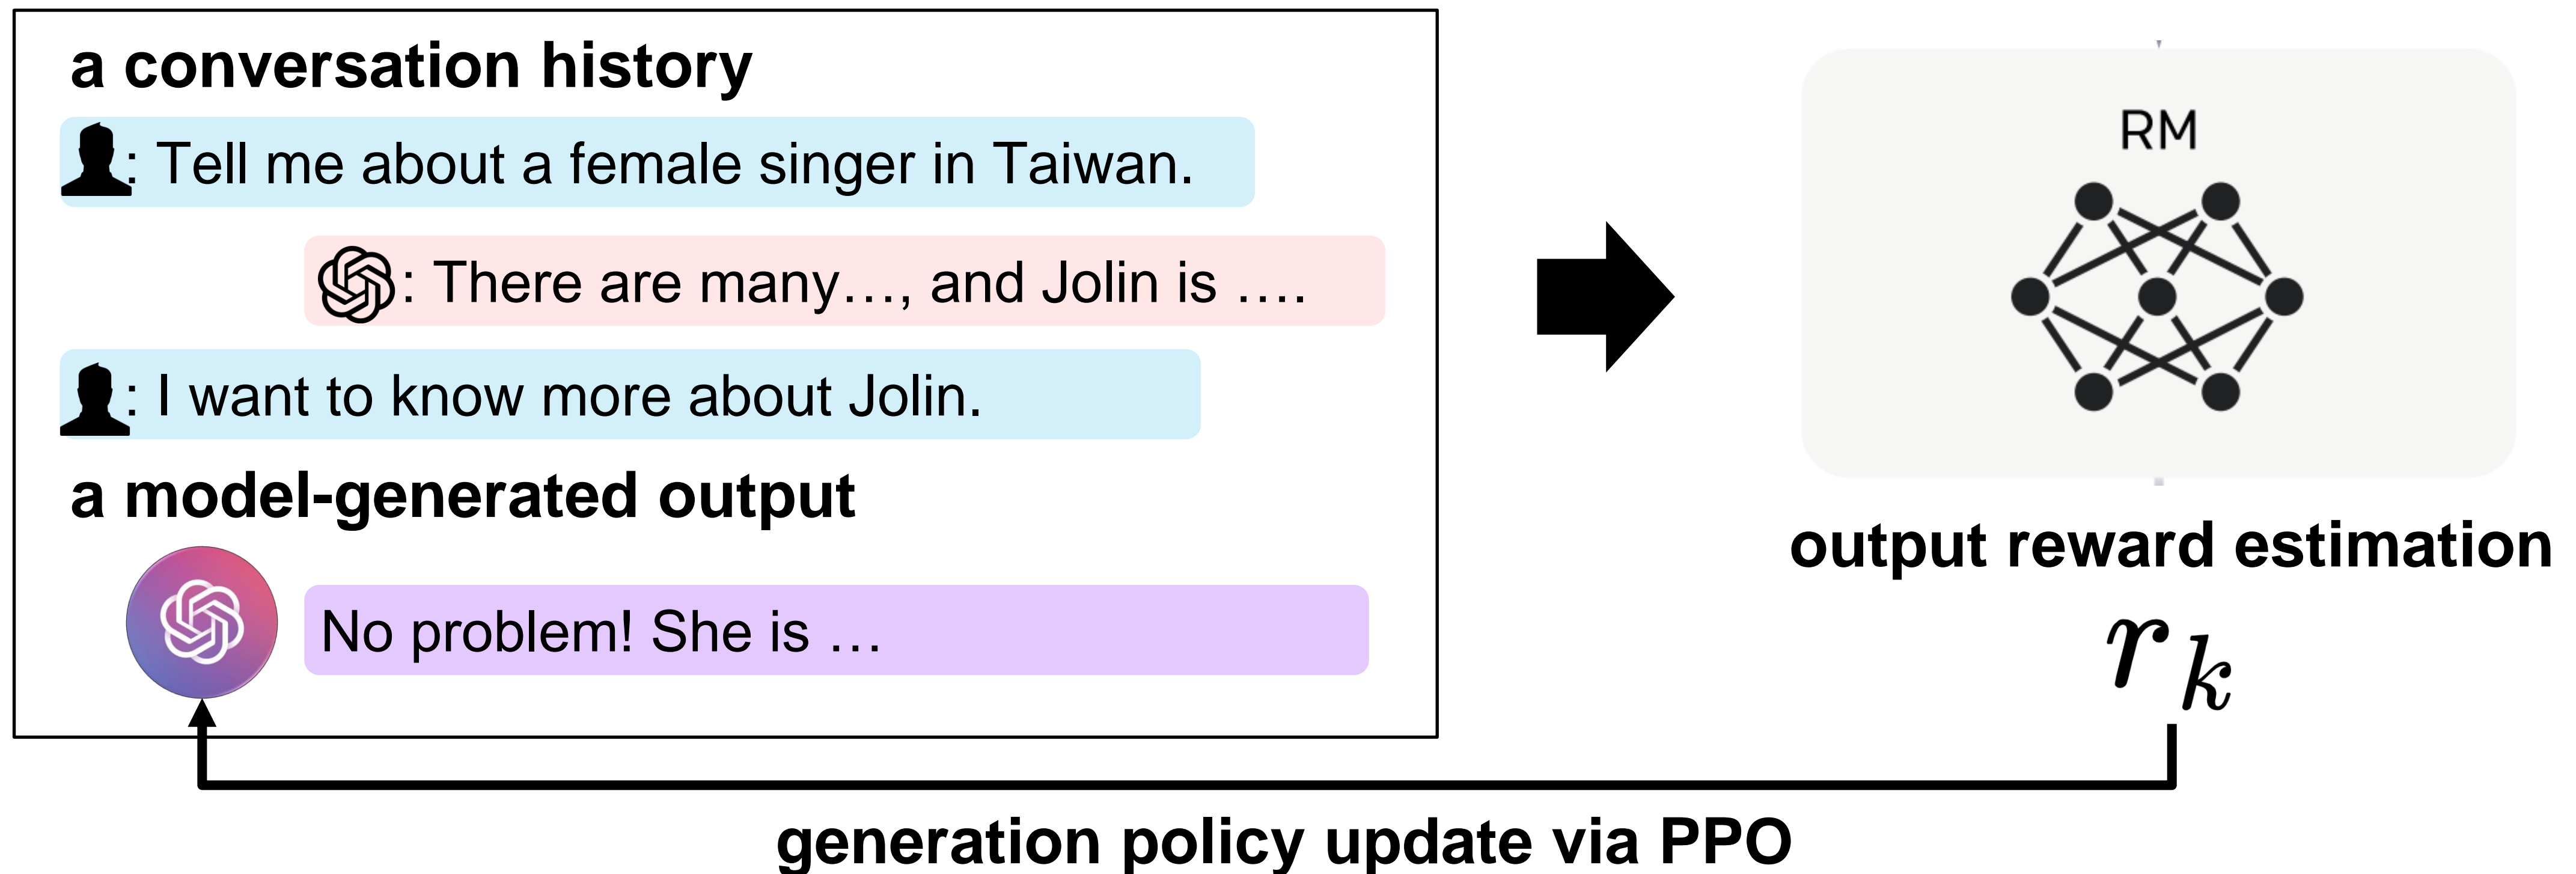 a conversation history
: Tell me about a female singer in Taiwan.
: There are many…, and Jolin is ….
: I want to know more about Jolin.
a model-generated output
No problem! She is …
RM
output reward estimation
r_k
generation policy update via PPO